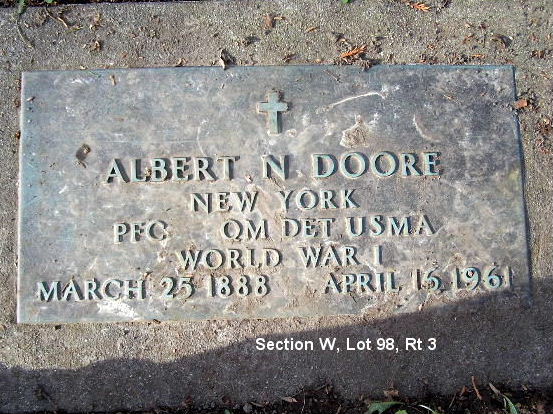 ALBERT N DOORE
NEW YORK
PFC QM DET USMA
WORLD WAR I
MARCH 25 1888 APRIL 16 1961
Section W, Lot 98, Rt 3